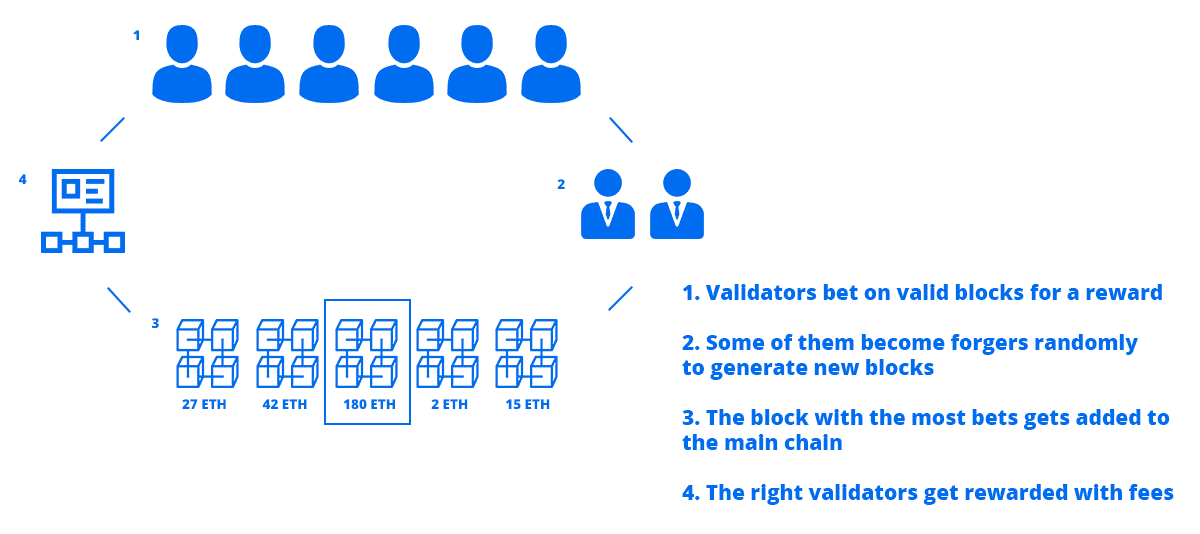 1
4
2
3
27 ETH
42 ETH
180 ETH
2 ETH
15 ETH
1. Validators bet on valid blocks for a reward
2. Some of them become forgers randomly
to generate new blocks
3. The block with the most bets gets added to
the main chain
4. The right validators get rewarded with fees